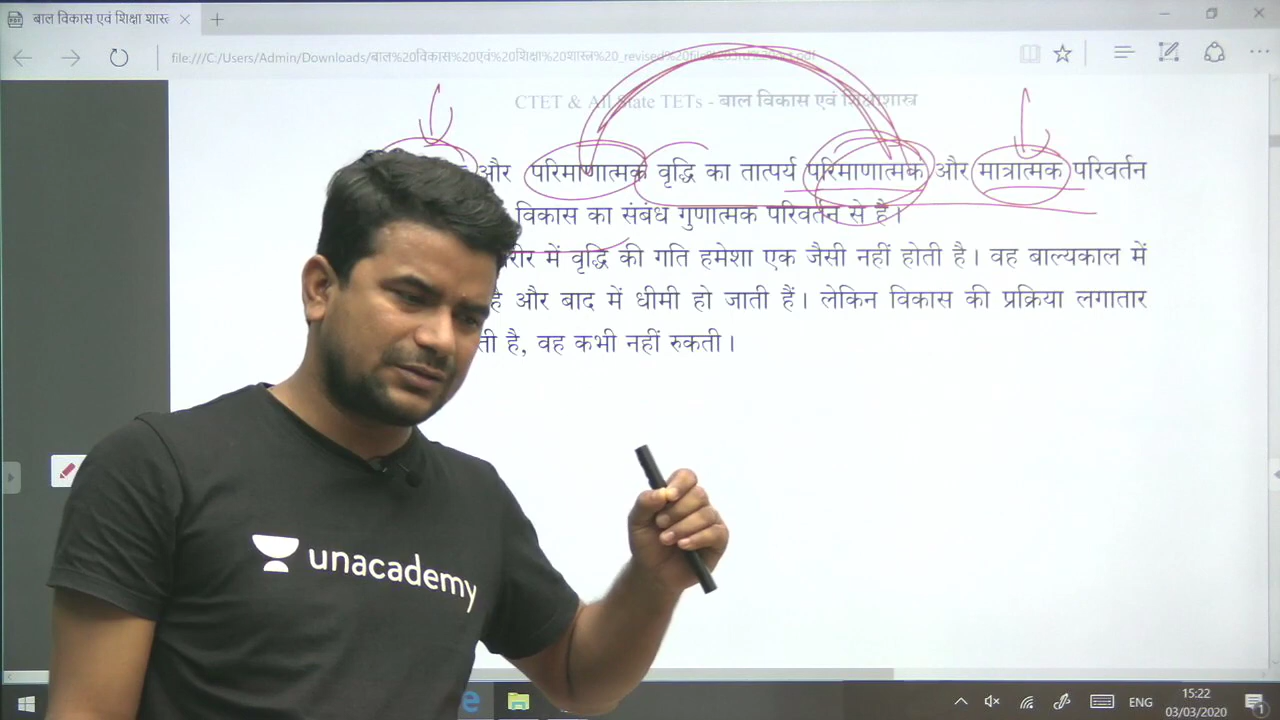 बाल विकास एवं शिक्षा शास्त्र
file:///C:/Users/Admin/Downloads/बाल%20विकास%20एवं%20शिक्षा%20शास्त्र%20_revised%20file
CTET & All State TETs - बाल विकास एवं शिक्षाशास्त्र
और परिमाणात्मक वृद्धि का तात्पर्य परिमाणात्मक और मात्रात्मक परिवर्तन
विकास का संबंध गुणात्मक परिवर्तन से है।
में वृद्धि की गति हमेशा एक जैसी नहीं होती है। वह बाल्यकाल में
है और बाद में धीमी हो जाती हैं। लेकिन विकास की प्रक्रिया लगातार
है, वह कभी नहीं रुकती।
unacademy
ENG
15:22
03/03/2020
1